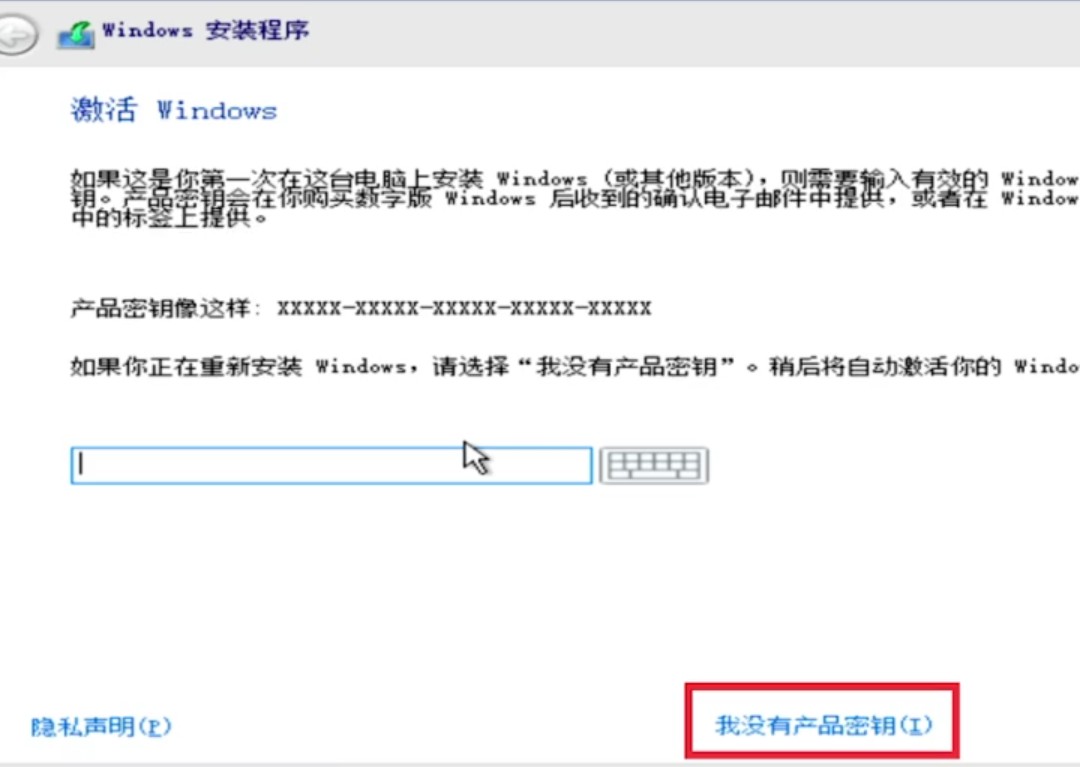 Windows 安装程序
激活 Windows
如果这是你第一次在这台电脑上安装 Windows (或其他版本)，则需要输入有效的 Window
钥。产品密钥会在你购买数字版 Windows 后收到的确认电子邮件中提供，或者在 Window
中的标签上提供。
产品密钥像这样: XXXXX-XXXXX-XXXXX-XXXXX-XXXXX
如果你正在重新安装 Windows，请选择“我没有产品密钥”。稍后将自动激活你的 Windo
隐私声明(P)
我没有产品密钥(I)